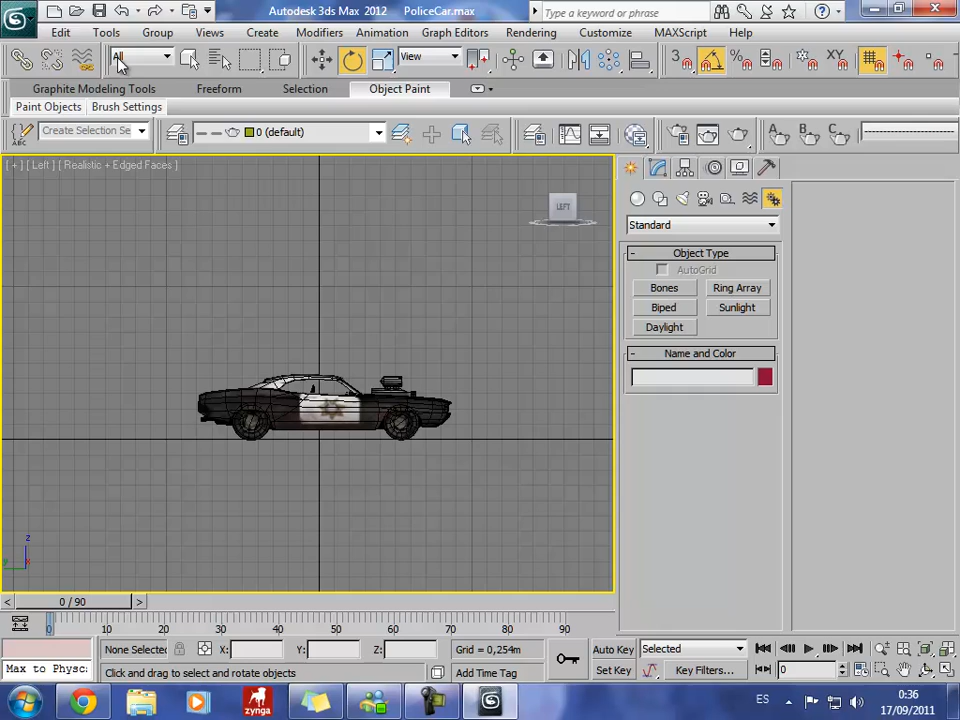 Autodesk 3ds Max 2012 PoliceCar.max
Type a keyword or phrase
Edit Tools Group Views Create Modifiers Animation Graph Editors Rendering Customize MAXScript Help
All View
Graphite Modeling Tools Freeform Selection Object Paint
Paint Objects Brush Settings
Create Selection Se 0 (default)
[ + ] [ Left ] [ Realistic + Edged Faces ]
LEFT
Standard
- Object Type
AutoGrid
Bones Ring Array
Biped Sunlight
Daylight
- Name and Color
z
y x
< 0 / 90 >
0 10 20 30 40 50 60 70 80 90
None Selected X: Y: Z: Grid = 0,254m Auto Key Selected
Max to Physc: Click and drag to select and rotate objects Add Time Tag Set Key Key Filters... 0
zynga
ES 0:36
17/09/2011